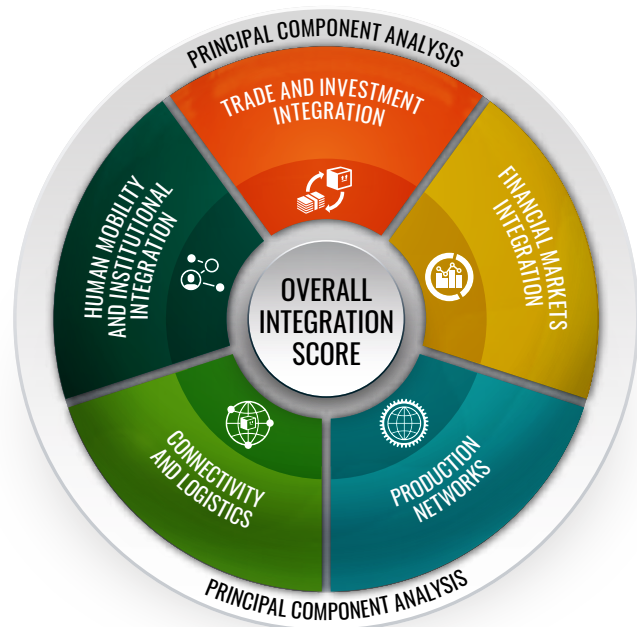 PRINCIPAL COMPONENT ANALYSIS
TRADE AND INVESTMENT
INTEGRATION
FINANCIAL MARKETS
INTEGRATION
HUMAN MOBILITY
AND INSTITUTIONAL
INTEGRATION
OVERALL
INTEGRATION
SCORE
CONNECTIVITY
AND LOGISTICS
PRODUCTION
NETWORKS
PRINCIPAL COMPONENT ANALYSIS